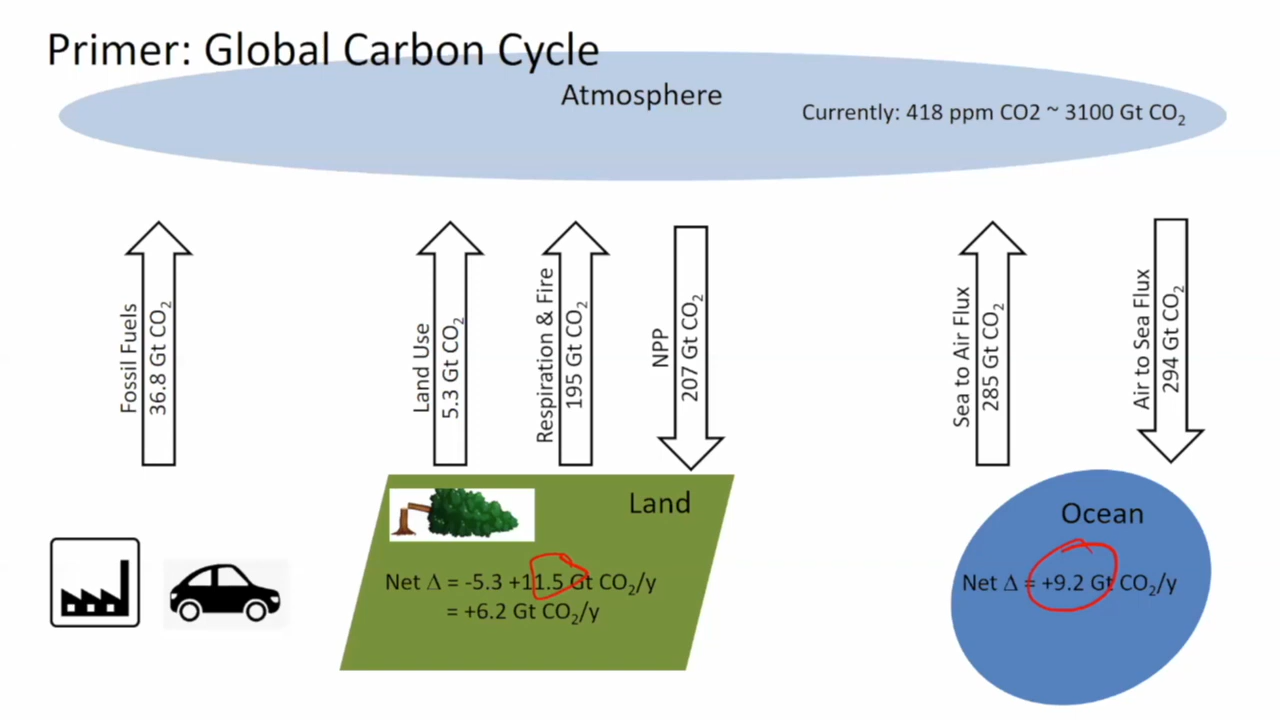 Primer: Global Carbon Cycle
Atmosphere
Currently: 418 ppm CO2 ~ 3100 Gt CO₂
Fossil Fuels
36.8 Gt CO₂
Land Use
5.3 Gt CO₂
Respiration & Fire
195 Gt CO₂
NPP
207 Gt CO₂
Sea to Air Flux
285 Gt CO₂
Air to Sea Flux
294 Gt CO₂
Land
Net Δ = -5.3 +11.5 Gt CO₂/y
= +6.2 Gt CO₂/y
Ocean
Net Δ = +9.2 Gt CO₂/y